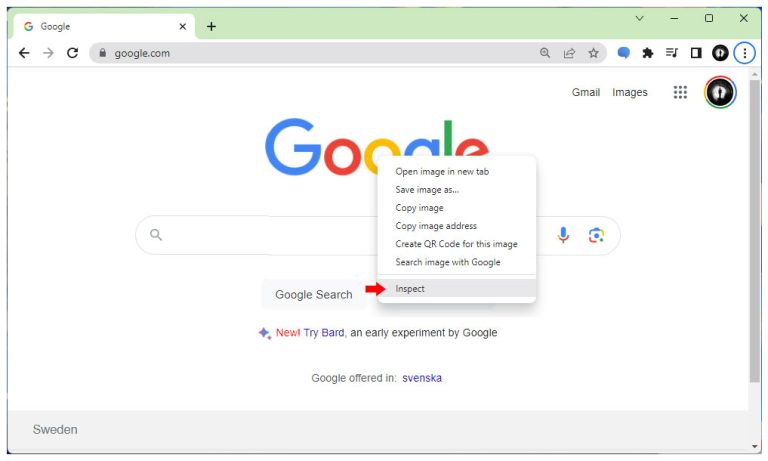 Google
google.com
Gmail Images
Google
Open image in new tab
Save image as...
Copy image
Copy image address
Create QR Code for this image
Search image with Google
Inspect
Google Search
New! Try Bard, an early experiment by Google
Google offered in: svenska
Sweden